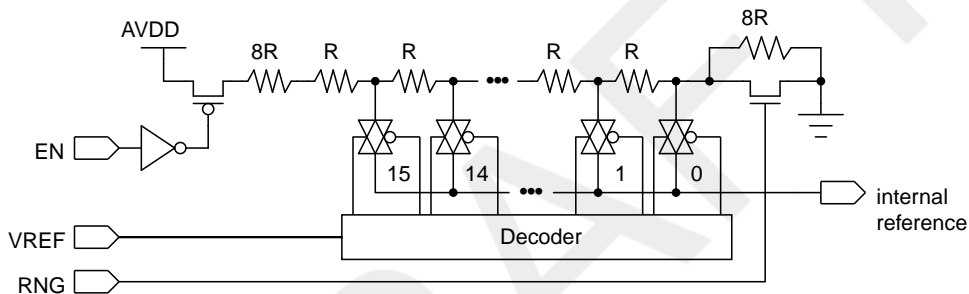 8R
AVDD
8R R R R R
EN
15 14 1 0
internal
reference
VREF
Decoder
RNG